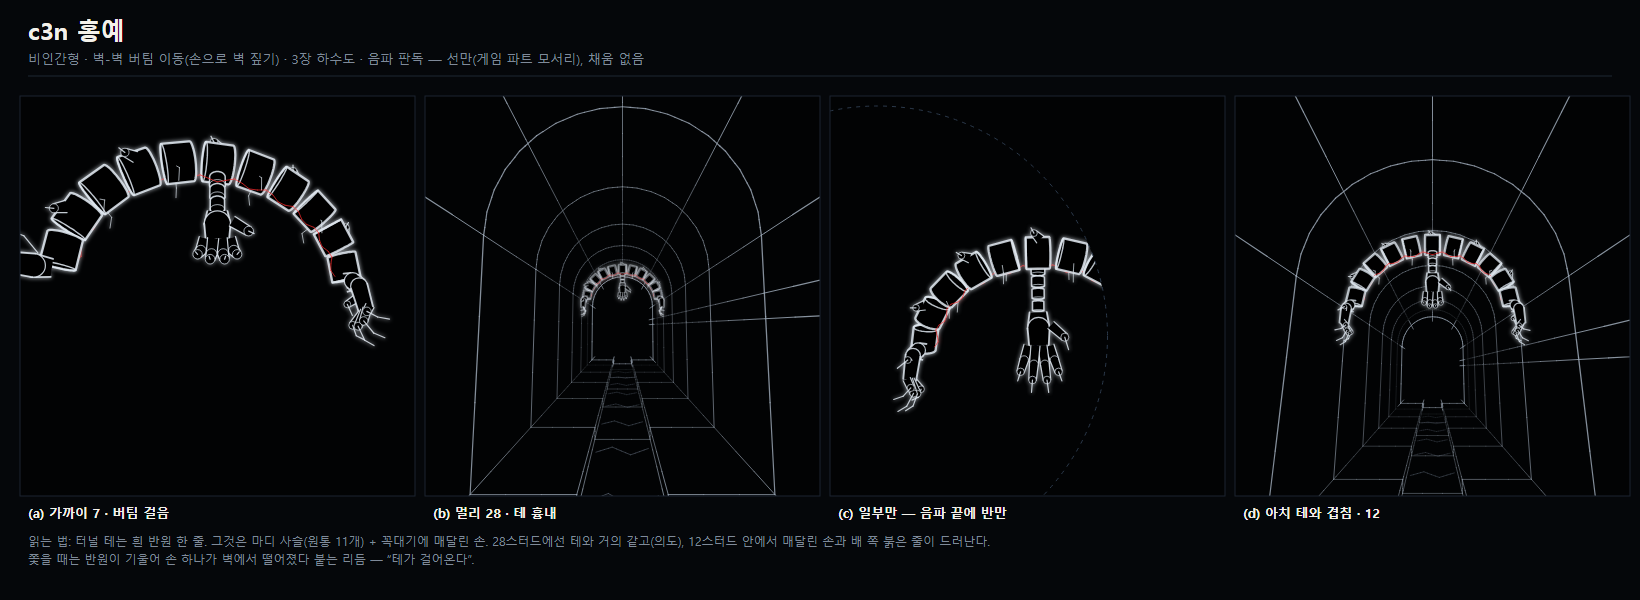 c3n 홍예
비인간형 · 벽-벽 버팀 이동(손으로 벽 짚기) · 3장 하수도 · 음파 판독 — 선만(게임 파트 모서리), 채움 없음
(a) 가까이 7 · 버팀 걸음
(b) 멀리 28 · 테 흉내
(c) 일부만 — 음파 끝에 반만
(d) 아치 테와 겹침 · 12
읽는 법: 터널 테는 흰 반원 한 줄. 그것은 마디 사슬(원통 11개) + 꼭대기에 매달린 손. 28스터드에선 테와 거의 같고(의도), 12스터드 안에서 매달린 손과 배 쪽 붉은 줄이 드러난다.
쫓을 때는 반원이 기울어 손 하나가 벽에서 떨어졌다 붙는 리듬 — “테가 걸어온다”.